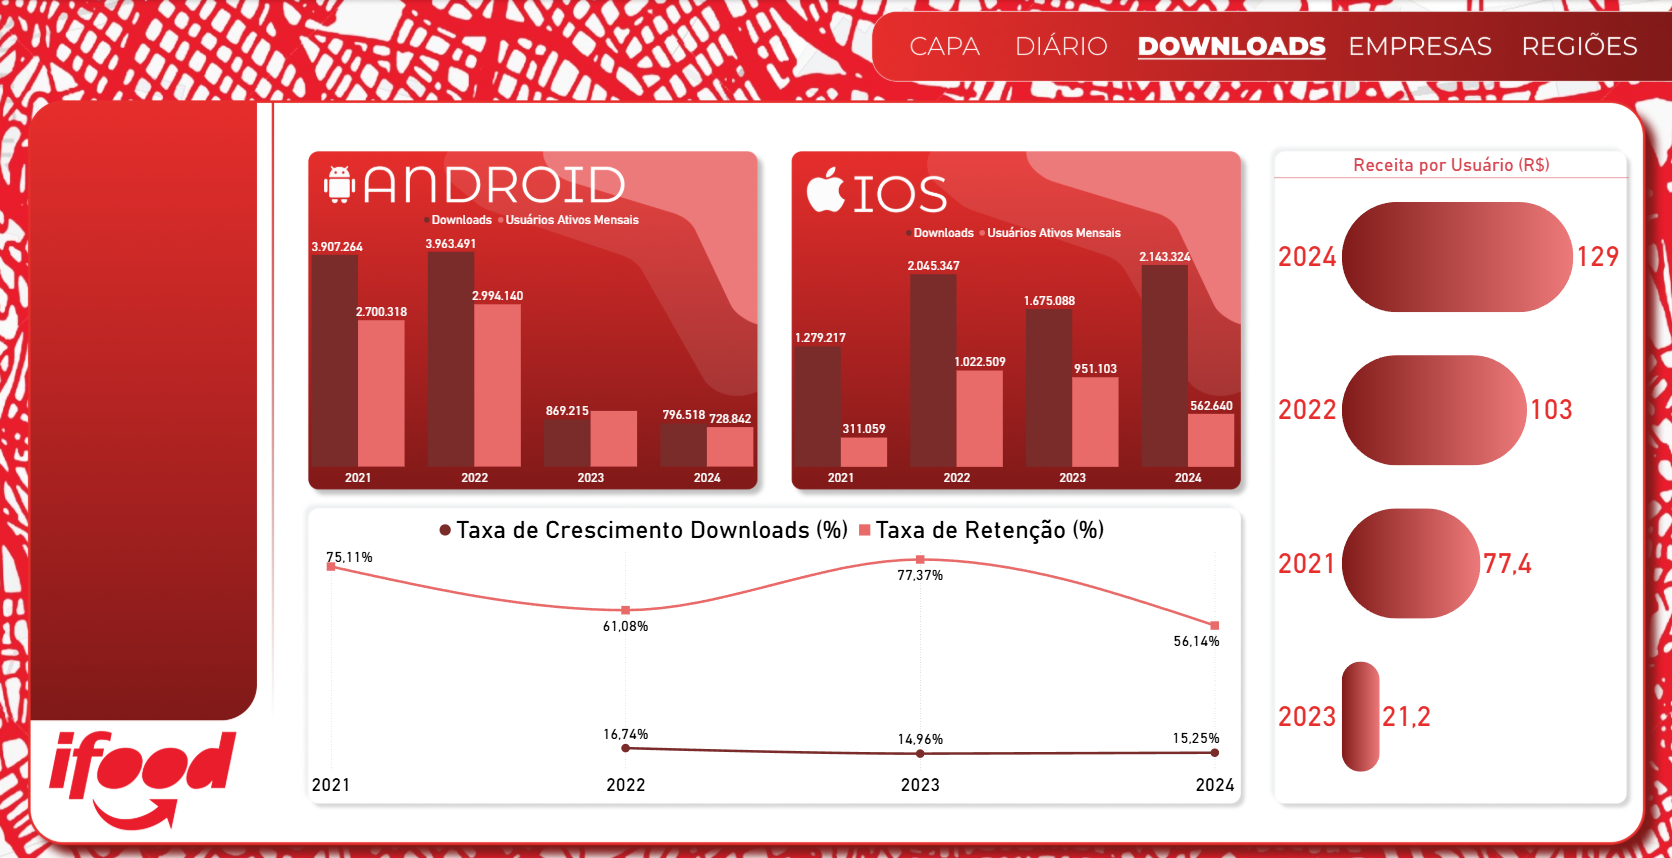 CAPA DIÁRIO DOWNLOADS EMPRESAS REGIÕES
ANDROID
Downloads Usuários Ativos Mensais
3.907.264
2.700.318
3.963.491
2.994.140
869.215
796.518
728.842
2021 2022 2023 2024
IOS
Downloads Usuários Ativos Mensais
1.279.217
311.059
2.045.347
1.022.509
1.675.088
951.103
2.143.324
562.640
2021 2022 2023 2024
Receita por Usuário (R$)
2024 129
2022 103
2021 77,4
2023 21,2
Taxa de Crescimento Downloads (%) Taxa de Retenção (%)
75,11%
61,08%
77,37%
56,14%
16,74%
14,96%
15,25%
2021 2022 2023 2024
ifood